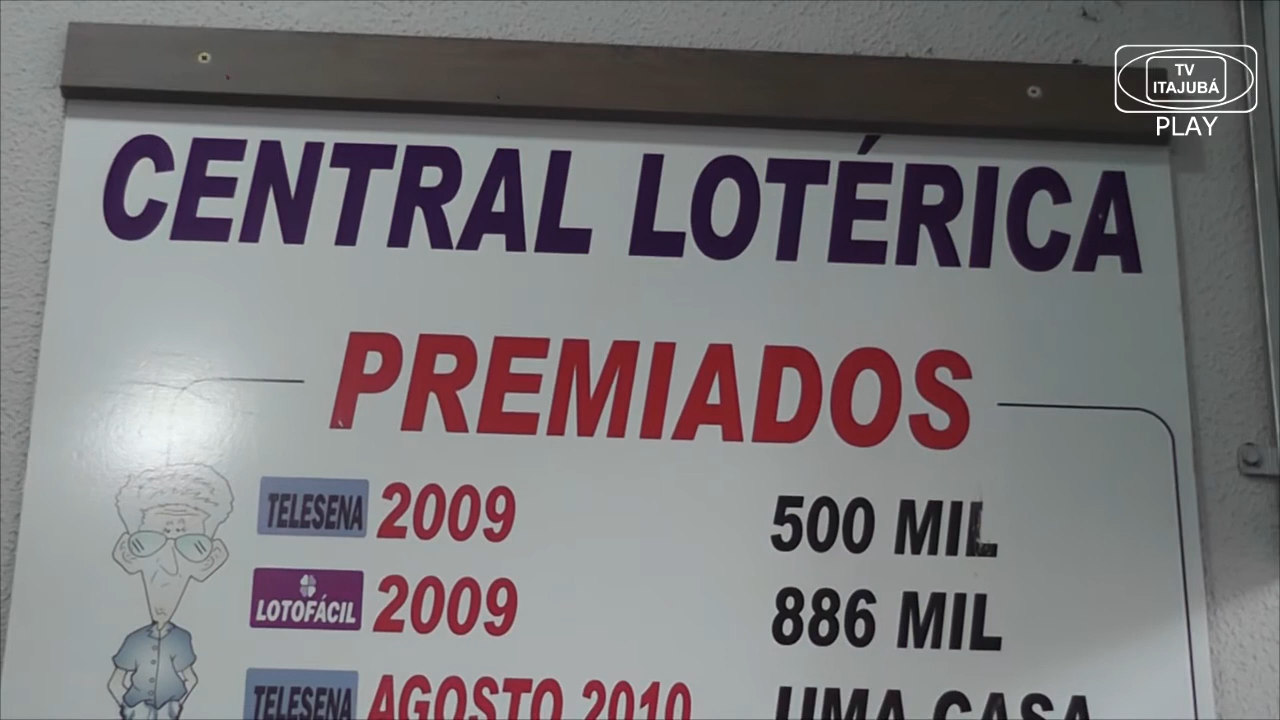 TV
ITAJUBÁ
PLAY
CENTRAL LOTÉRICA
PREMIADOS
TELESENA 2009 500 MIL
LOTOFÁCIL 2009 886 MIL
TELESENA AGOSTO 2010 UMA CASA